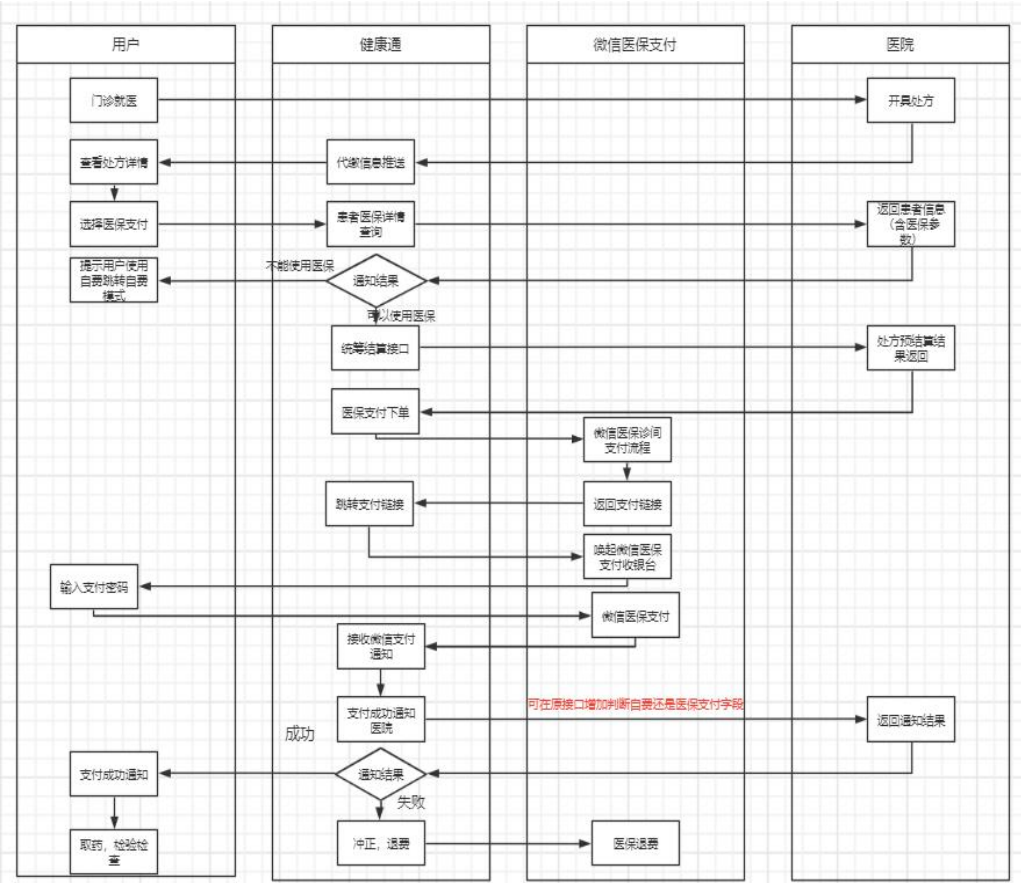 用户
健康通
微信医保支付
医院
门诊就医
开具处方
查看处方详情
代缴信息推送
选择医保支付
患者医保详情
查询
返回患者信息
（含医保参
数）
提示用户使用
自费跳转自费
模式
不能使用医保
通知结果
可以使用医保
统筹结算接口
处方预结算结
果返回
医保支付下单
微信医保诊间
支付流程
跳转支付链接
返回支付链接
唤起微信医保
支付收银台
输入支付密码
微信医保支付
接收微信支付
通知
支付成功通知
医院
可在原接口增加判断自费还是医保支付字段
返回通知结果
成功
支付成功通知
通知结果
失败
取药，检验检
查
冲正，退费
医保退费